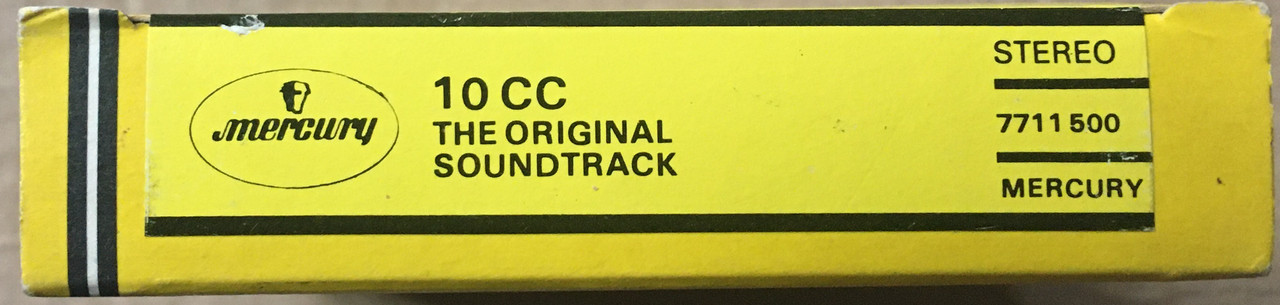 mercury
10 CC
THE ORIGINAL
SOUNDTRACK
STEREO
7711 500
MERCURY